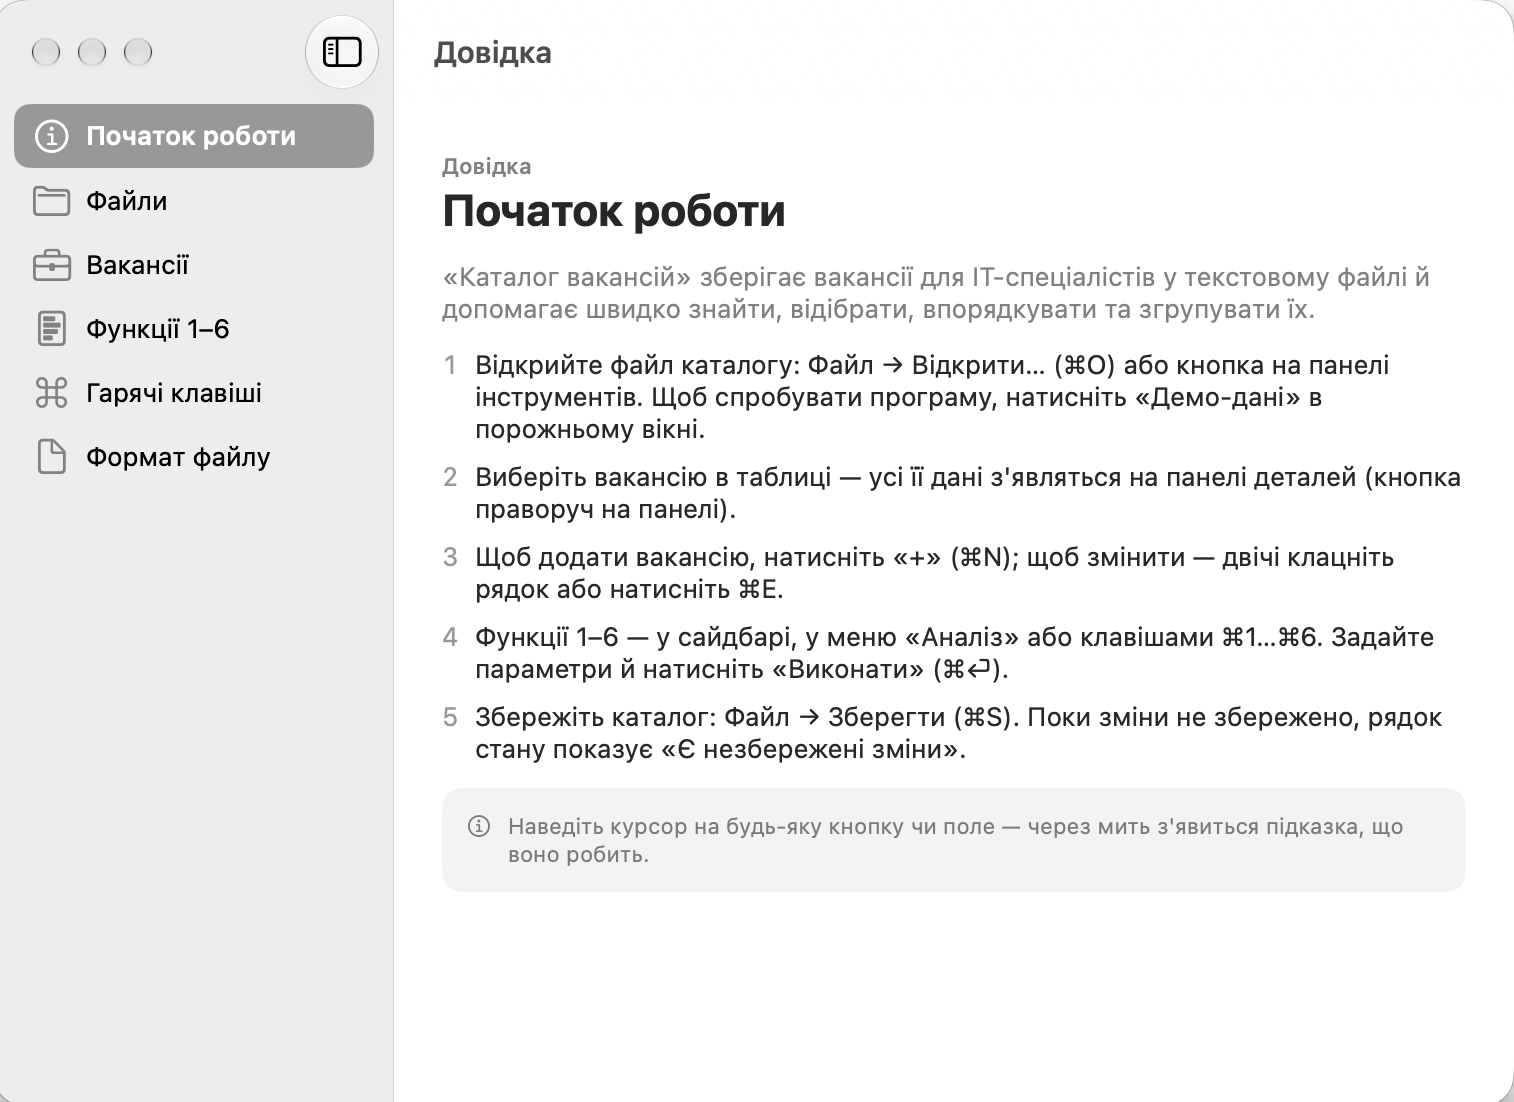 Довідка
Початок роботи
Файли
Вакансії
Функції 1–6
Гарячі клавіші
Формат файлу
Довідка
Початок роботи
«Каталог вакансій» зберігає вакансії для ІТ-спеціалістів у текстовому файлі й
допомагає швидко знайти, відібрати, впорядкувати та згрупувати їх.
1 Відкрийте файл каталогу: Файл → Відкрити... (⌘O) або кнопка на панелі
інструментів. Щоб спробувати програму, натисніть «Демо-дані» в
порожньому вікні.
2 Виберіть вакансію в таблиці — усі її дані з'являться на панелі деталей (кнопка
праворуч на панелі).
3 Щоб додати вакансію, натисніть «+» (⌘N); щоб змінити — двічі клацніть
рядок або натисніть ⌘E.
4 Функції 1–6 — у сайдбарі, у меню «Аналіз» або клавішами ⌘1...⌘6. Задайте
параметри й натисніть «Виконати» (⌘⏎).
5 Збережіть каталог: Файл → Зберегти (⌘S). Поки зміни не збережено, рядок
стану показує «Є незбережені зміни».
Наведіть курсор на будь-яку кнопку чи поле — через мить з'явиться підказка, що
воно робить.